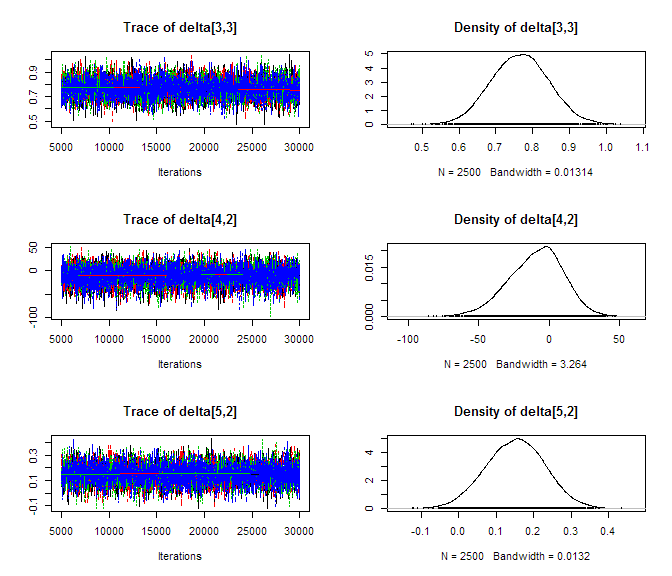 Trace of delta[3,3]
0.5 0.7 0.9
5000 10000 15000 20000 25000 30000
Iterations
Density of delta[3,3]
0 1 2 3 4 5
0.5 0.6 0.7 0.8 0.9 1.0 1.1
N = 2500 Bandwidth = 0.01314
Trace of delta[4,2]
-100 0 50
5000 10000 15000 20000 25000 30000
Iterations
Density of delta[4,2]
0.000 0.015
-100 -50 0 50
N = 2500 Bandwidth = 3.264
Trace of delta[5,2]
-0.1 0.1 0.3
5000 10000 15000 20000 25000 30000
Iterations
Density of delta[5,2]
0 2 4
-0.1 0.0 0.1 0.2 0.3 0.4
N = 2500 Bandwidth = 0.0132